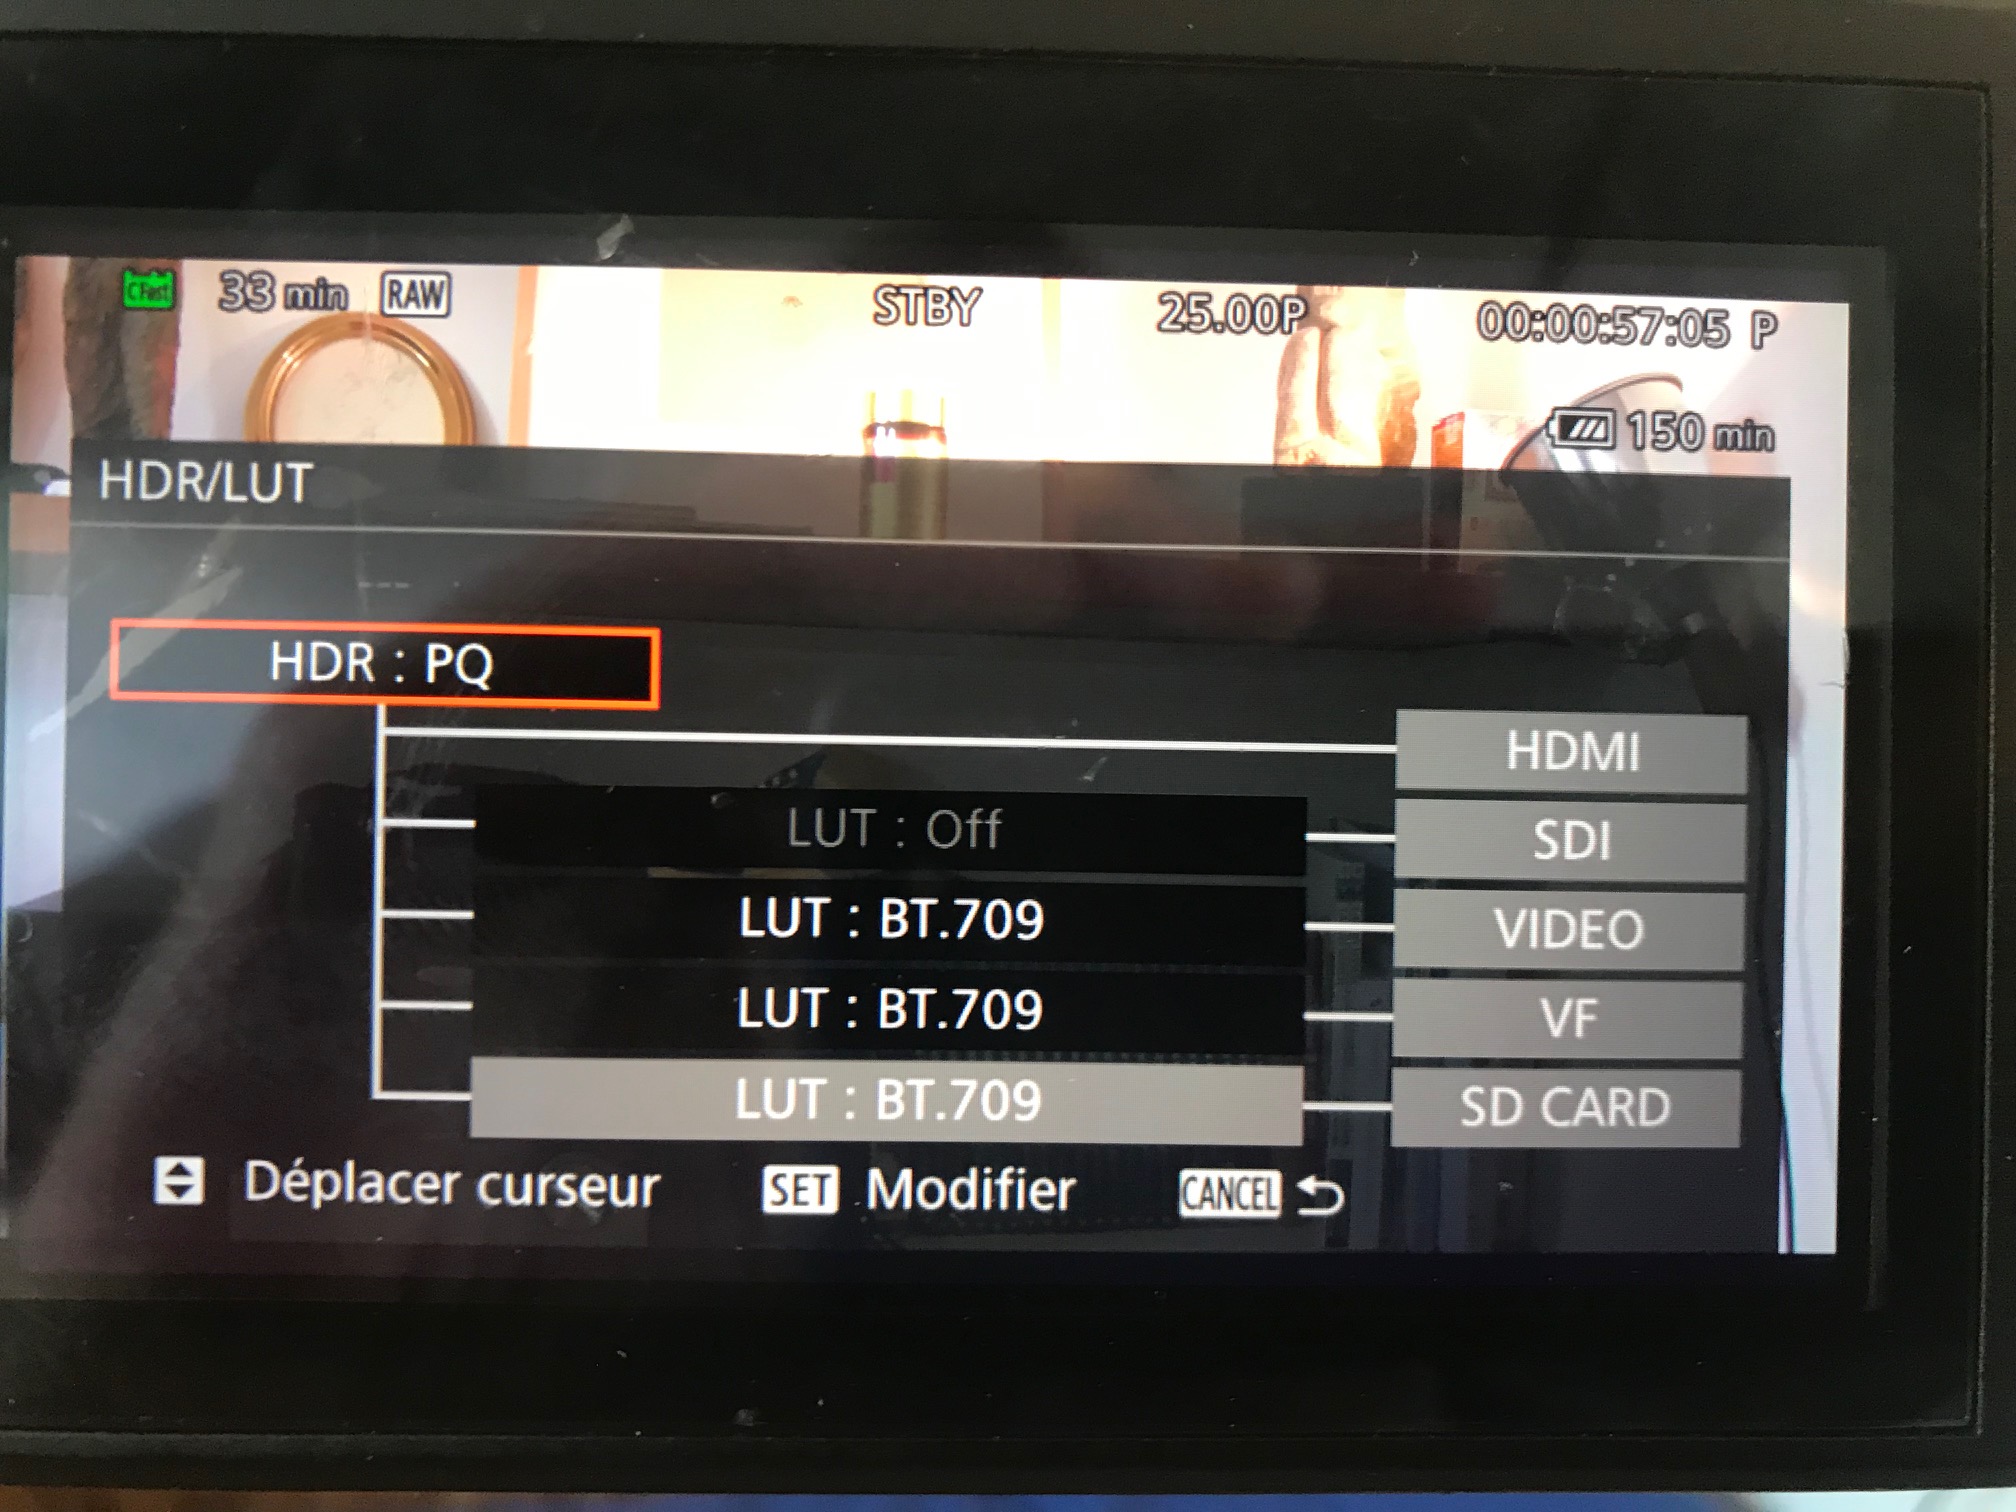 CFast 33 min RAW STBY 25.00P 00:00:57:05 P
150 min
HDR/LUT
HDR : PQ
HDMI
LUT : Off SDI
LUT : BT.709 VIDEO
LUT : BT.709 VF
LUT : BT.709 SD CARD
Déplacer curseur SET Modifier CANCEL